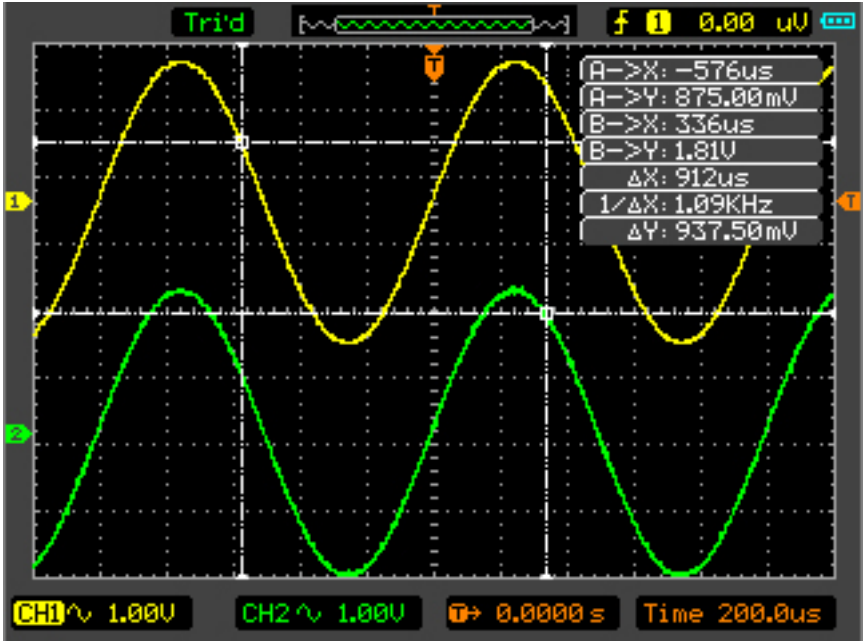 Tri'd T ƒ 1 0.00 uV
T
A->X: -576us
A->Y: 875.00mV
B->X: 336us
B->Y: 1.81V
ΔX: 912us
1 T
1/ΔX: 1.09KHz
ΔY: 937.50mV
2
CH1 1.00V CH2 1.00V T→ 0.0000s Time 200.0us